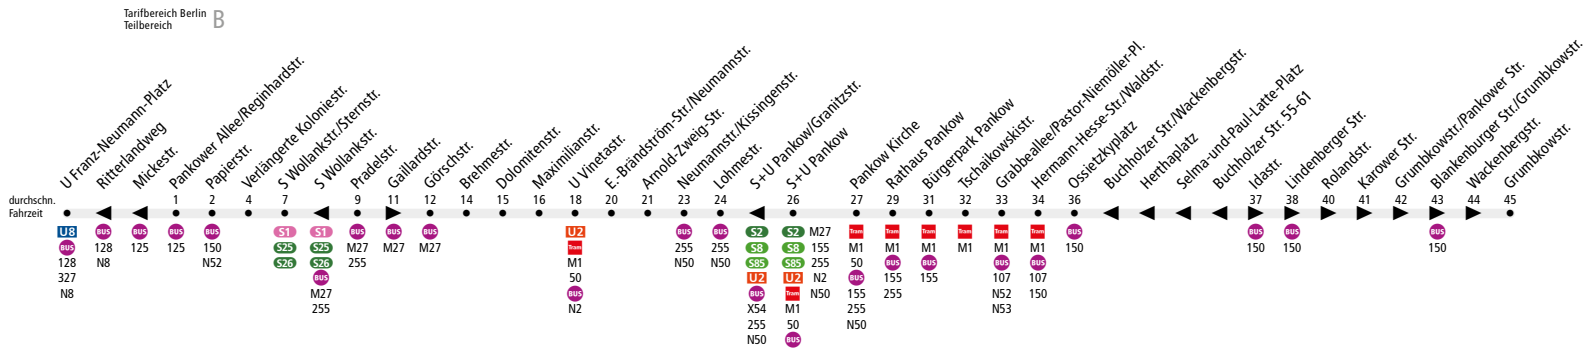 Tarifbereich Berlin
Teilbereich
B
U Franz-Neumann-Platz
Ritterlandweg
Mickestr.
Pankower Allee/Reginhardstr.
Papierstr.
Verlängerte Koloniestr.
S Wollankstr./Sternstr.
S Wollankstr.
Pradelstr.
Gaillardstr.
Görschstr.
Brehmestr.
Dolomitenstr.
Maximilianstr.
U Vinetastr.
E.-Brändström-Str./Neumannstr.
Arnold-Zweig-Str.
Neumannstr./Kissingenstr.
Lohmestr.
S+U Pankow/Granitzstr.
S+U Pankow
Pankow Kirche
Rathaus Pankow
Bürgerpark Pankow
Tschaikowskistr.
Grabbeallee/Pastor-Niemöller-Pl.
Hermann-Hesse-Str./Waldstr.
Ossietzkyplatz
Buchholzer Str./Wackenbergstr.
Herthaplatz
Selma-und-Paul-Latte-Platz
Buchholzer Str. 55-61
Idastr.
Lindenberger Str.
Rolandstr.
Karower Str.
Grumbkowstr./Pankower Str.
Blankenburger Str./Grumbkowstr.
Wackenbergstr.
Grumbkowstr.
durchschn. 1 2 4 7 9 11 12 14 15 16 18 20 21 23 24 26 27 29 31 32 33 34 36 37 38 40 41 42 43 44 45
Fahrzeit
U8 BUS BUS BUS BUS S1 S1 BUS BUS BUS U2 BUS BUS S2 S2 M27 Tram Tram Tram Tram Tram Tram BUS BUS BUS BUS
BUS 128 125 125 150 S25 S25 M27 M27 M27 Tram 255 255 S8 S8 155 M1 M1 M1 M1 M1 M1 150 150 150 150
128 N8 N52 S26 S26 255 M1 N50 N50 S85 S85 255 50 BUS BUS BUS BUS
327 BUS 50 U2 U2 N2 BUS 155 155 107 107
N8 M27 BUS BUS Tram N50 155 255 N52 150
255 N2 X54 M1 255 N53
255 50 N50
N50 BUS